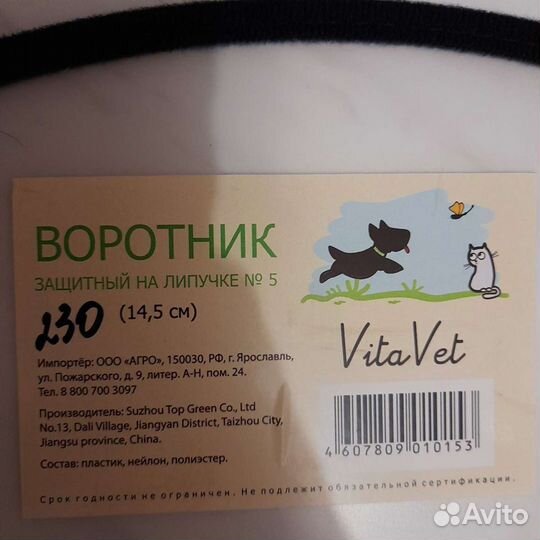 ВОРОТНИК
ЗАЩИТНЫЙ НА ЛИПУЧКЕ № 5
230 (14,5 см)
Импортёр: ООО «АГРО», 150030, РФ, г. Ярославль,
ул. Пожарского, д. 9, литер. А-Н, пом. 24.
Тел. 8 800 700 3097
Производитель: Suzhou Top Green Co., Ltd
No.13, Dali Village, Jiangyan District, Taizhou City,
Jiangsu province, China.
Состав: пластик, нейлон, полиэстер.
VitaVet
4 607809 010153
Срок годности не ограничен. Не подлежит обязательной сертификации.
Avito